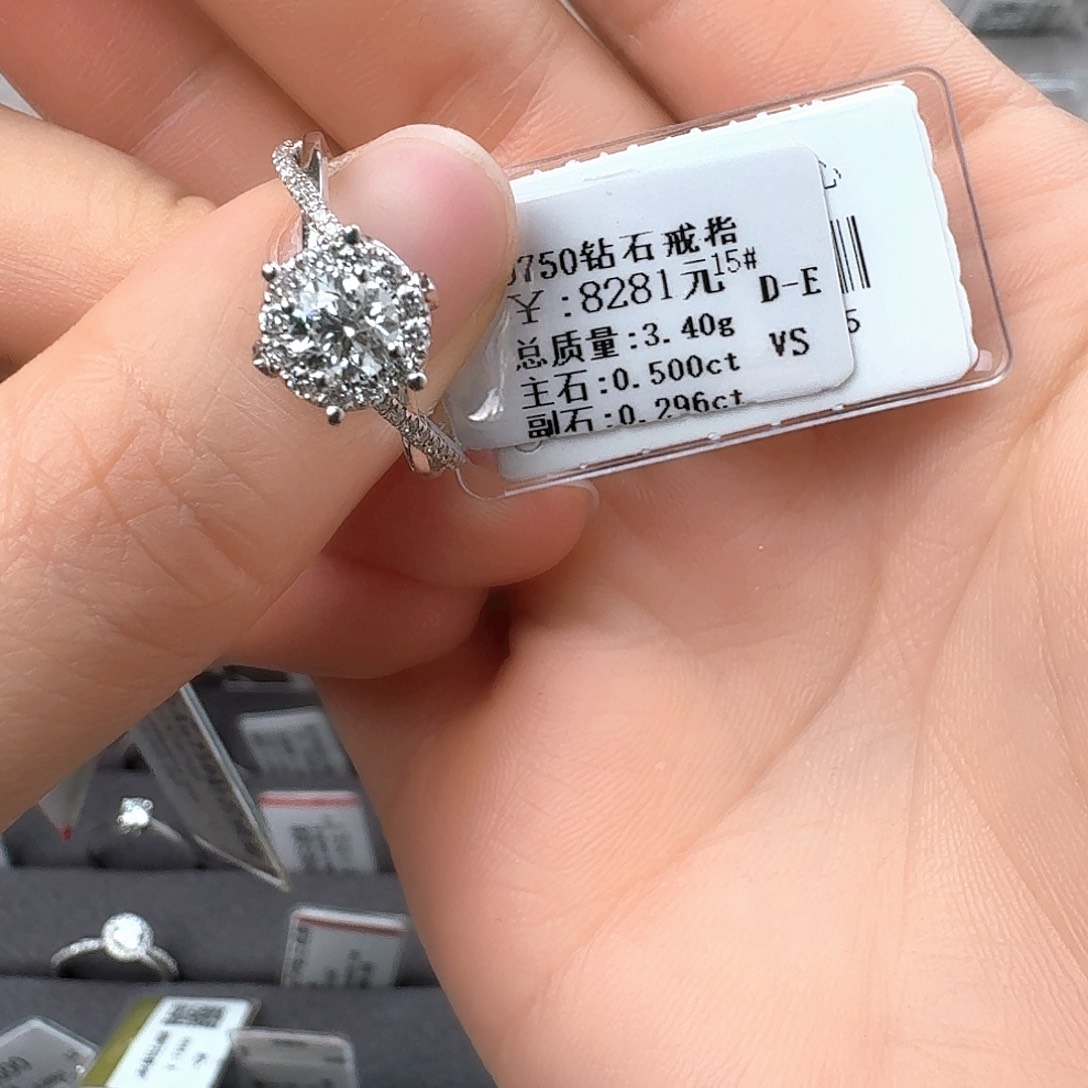 750钻石戒指
¥:8281元15#
D-E
总质量:3.40g
VS
主石:0.500ct
副石:0.296ct
5